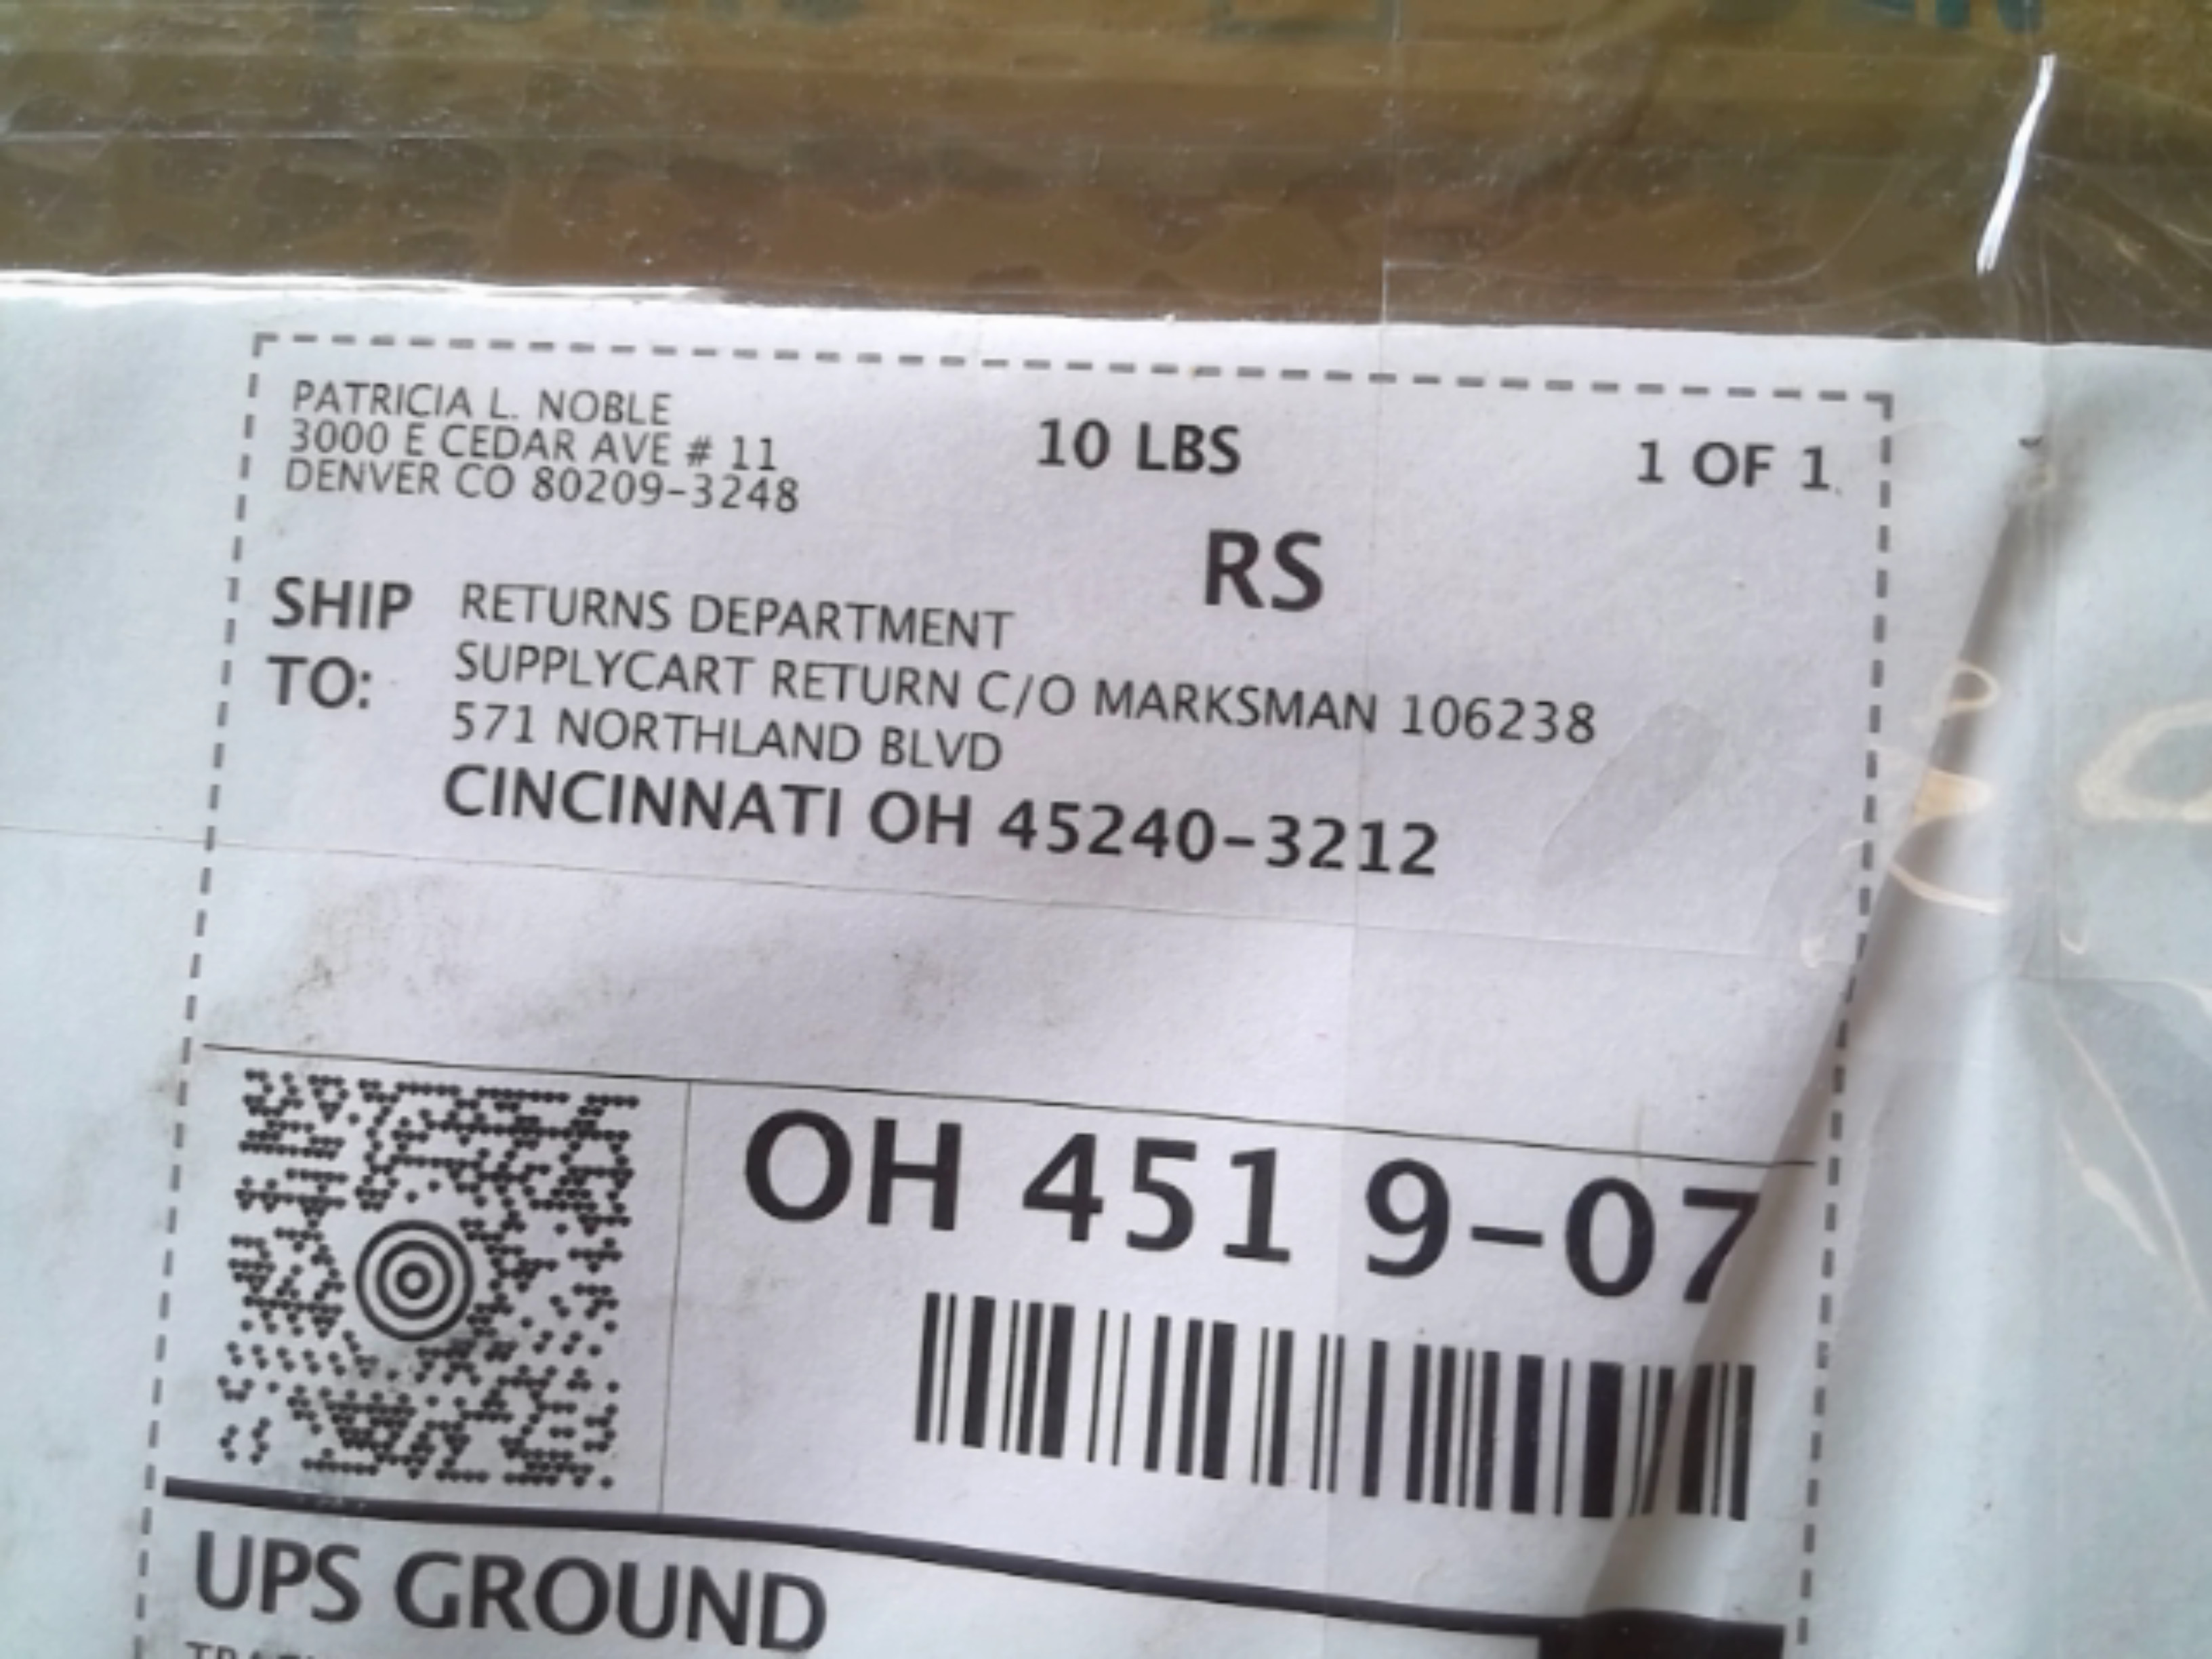 PATRICIA L. NOBLE
3000 E CEDAR AVE # 11
DENVER CO 80209-3248
10 LBS
1 OF 1
RS
SHIP TO:
RETURNS DEPARTMENT
SUPPLYCART RETURN C/O MARKSMAN 106238
571 NORTHLAND BLVD
CINCINNATI OH 45240-3212
OH 451 9-07
UPS GROUND